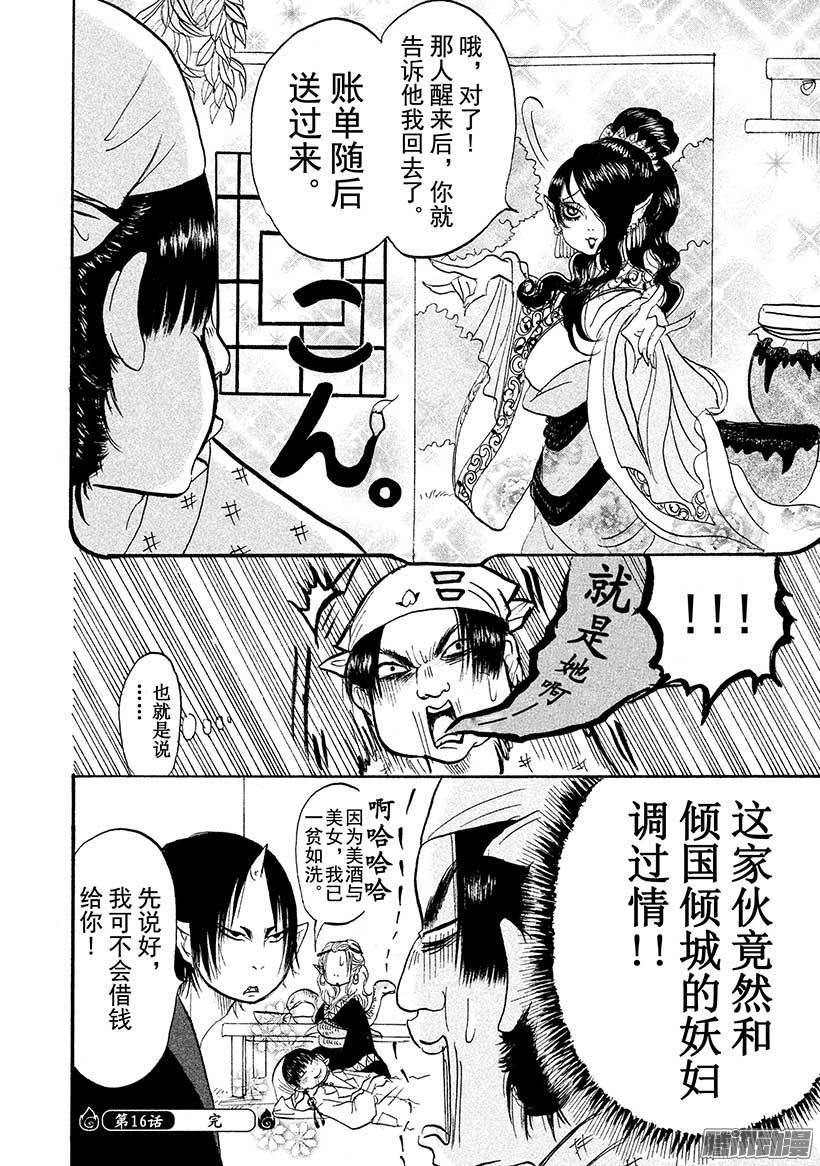 哦，对了！
那人醒来后，你就
告诉他我回去了。
账单随后
送过来。
こん。
!!!
吕
就是她啊
也就是说
……
这家伙竟然和
倾国倾城的妖妇
调过情!!
啊哈哈哈
因为美酒与
美女，我已
一贫如洗。
先说好，
我可不会借钱
给你！
第16话 完
腾讯动漫